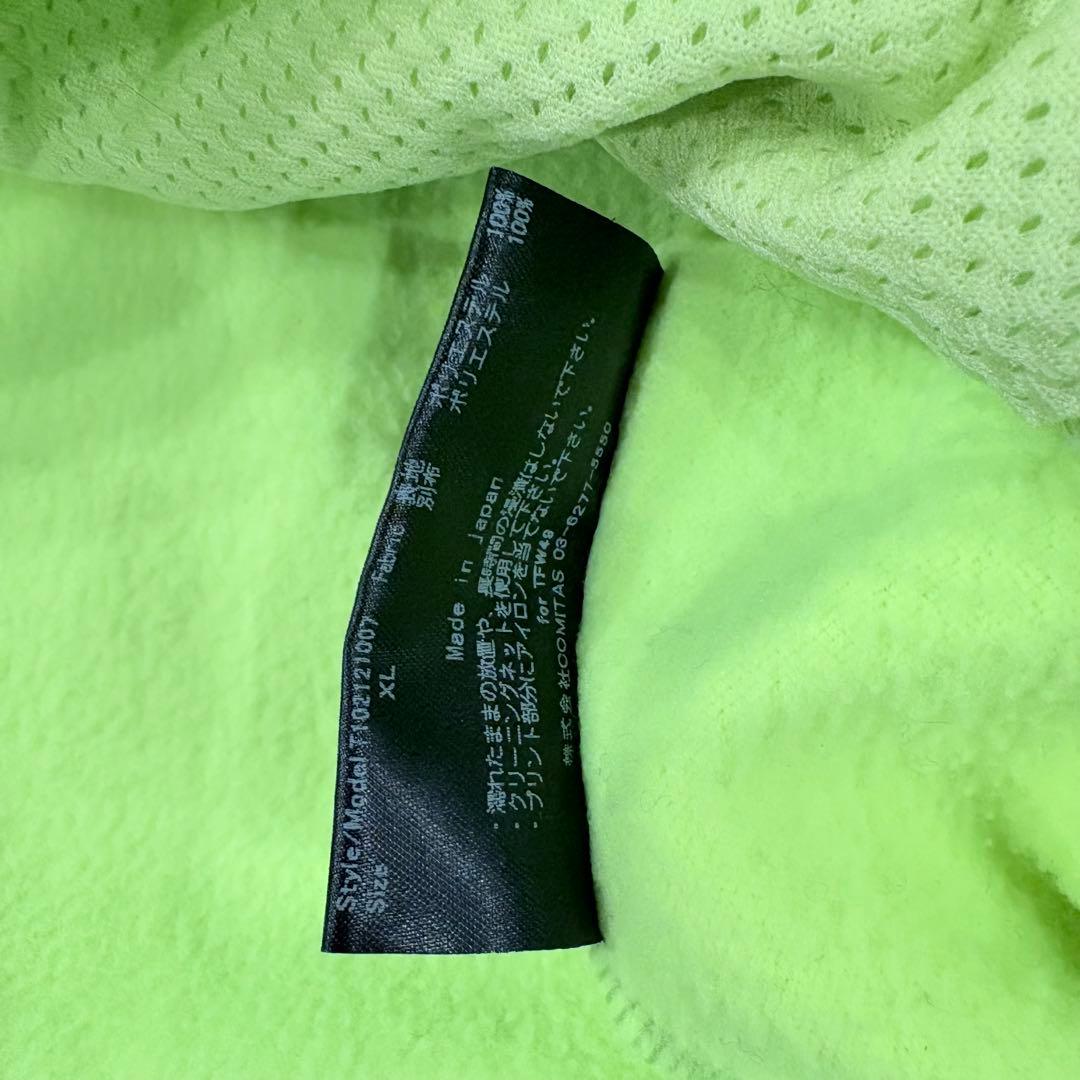 Style/Model T102121007
Size XL
Fabric 表地 ポリエステル 100%
別布 ポリエステル 100%
Made in Japan
・濡れたままの放置や、長時間の浸漬はしないで下さい。
・クリーニングネットを使用して下さい。
・プリント部分にアイロンを当てないで下さい。
for TFW49
株式会社COMITAS 03-6277-5550